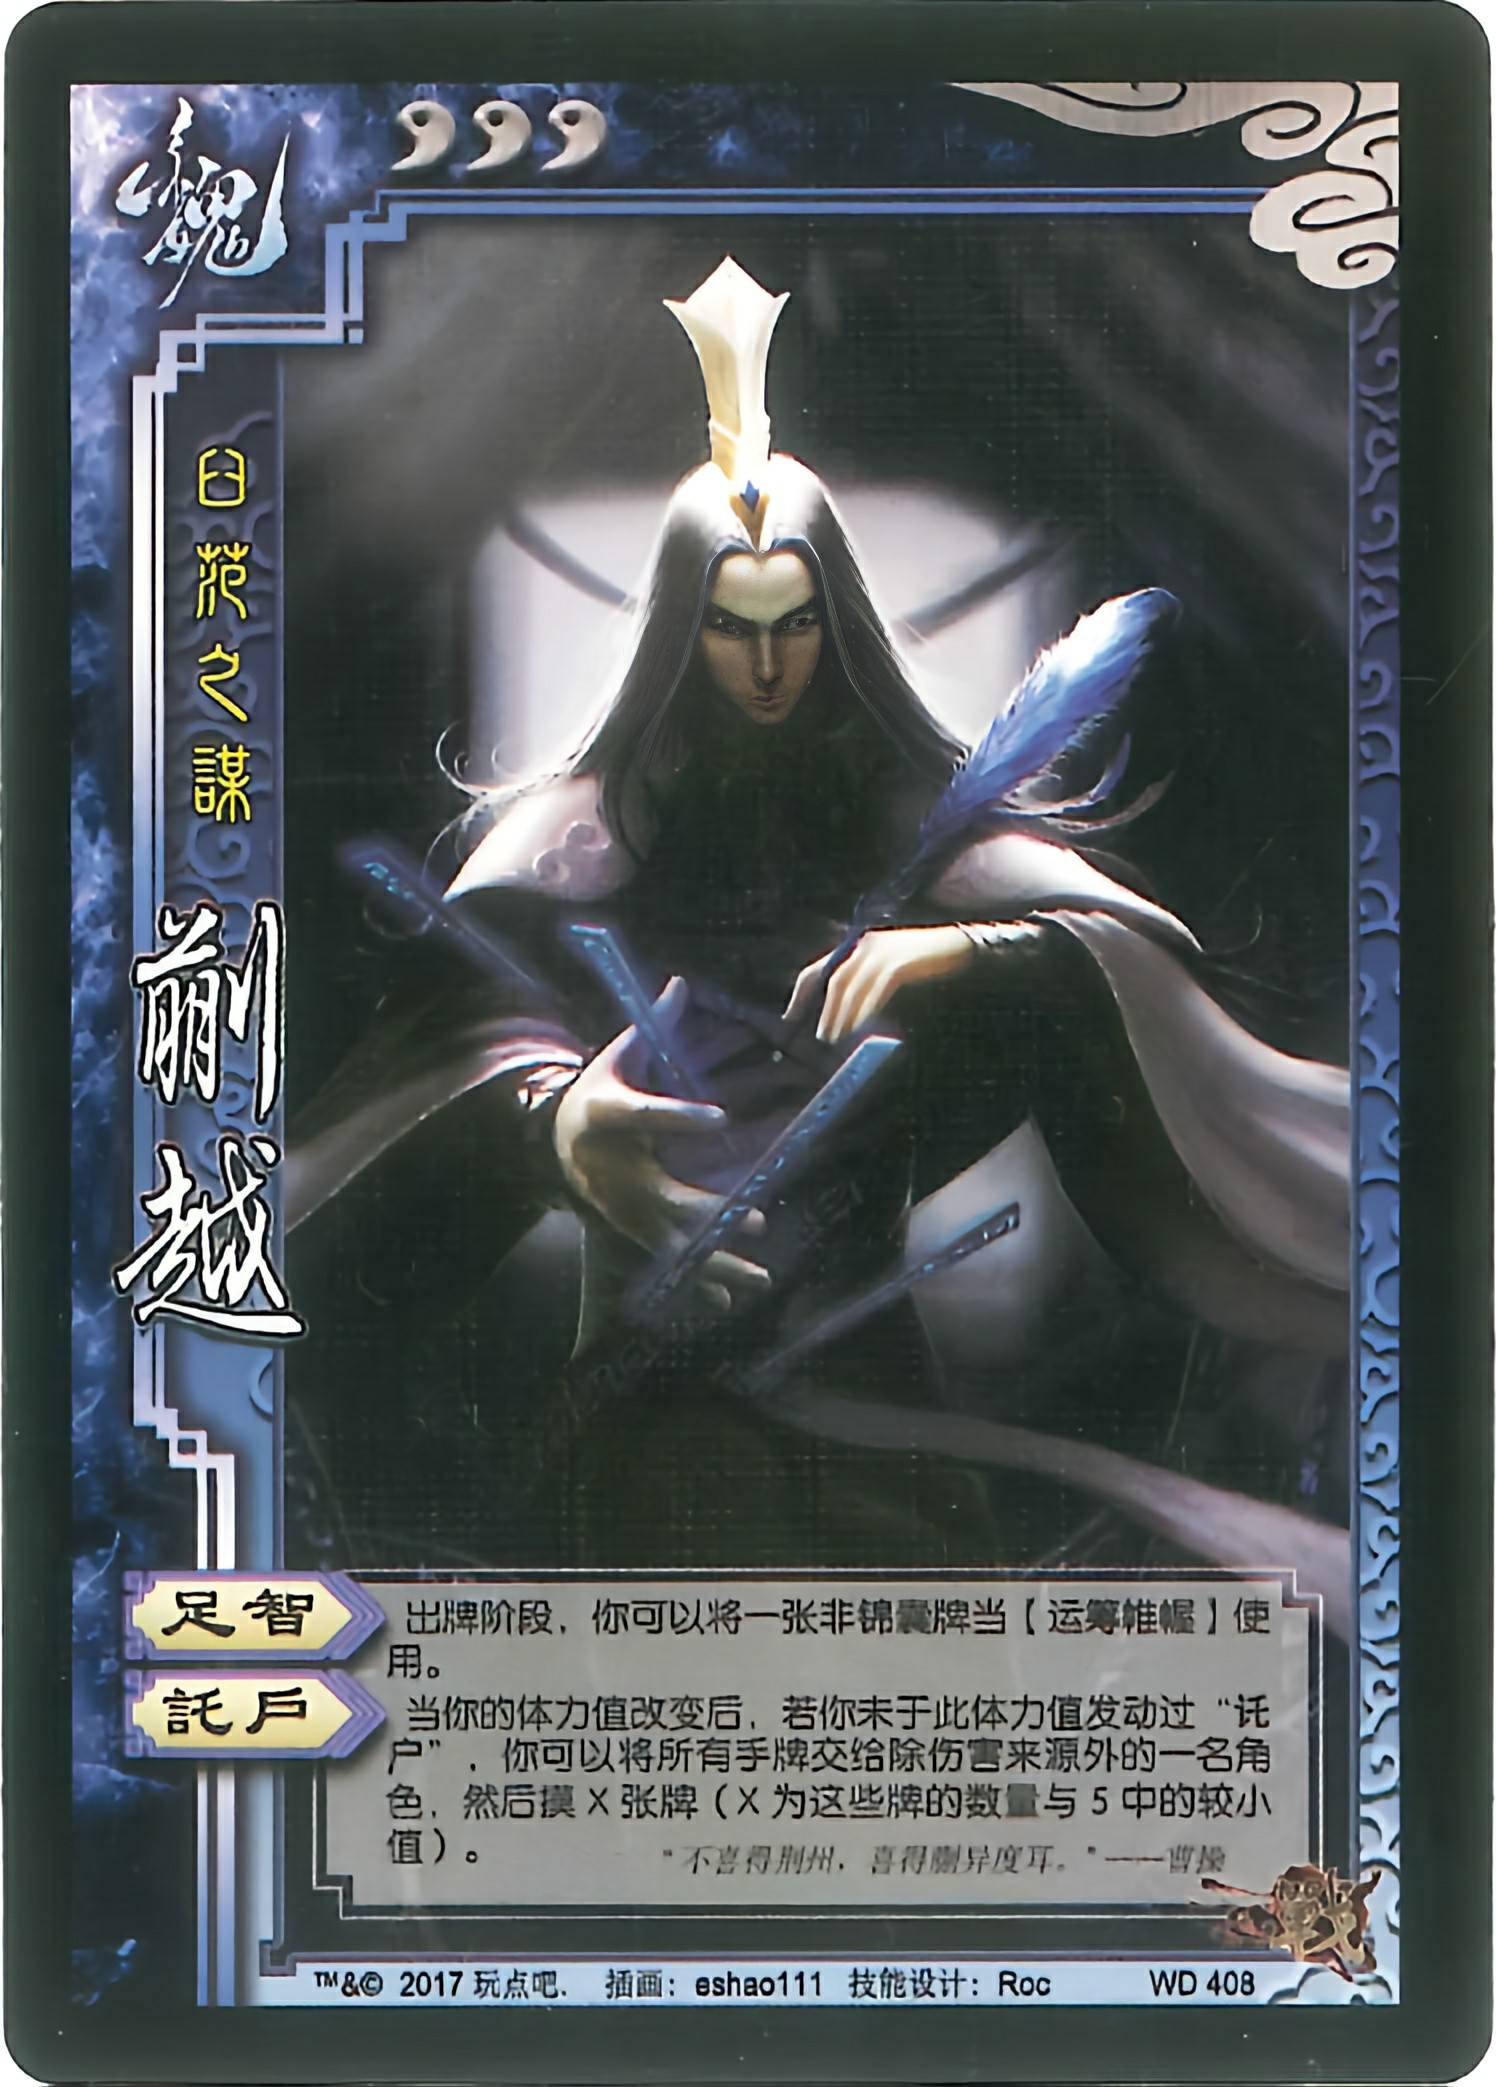 魏
臼范之謀
蒯越
足智
出牌阶段，你可以将一张非锦囊牌当【运筹帷幄】使
用。
託戶
当你的体力值改变后，若你未于此体力值发动过“讬
户”，你可以将所有手牌交给除伤害来源外的一名角
色，然后摸 X 张牌（X 为这些牌的数量与 5 中的较小
值）。
“不喜得荆州，喜得蒯异度耳。”——曹操
戰
™&© 2017 玩点吧. 插画：eshao111 技能设计：Roc WD 408